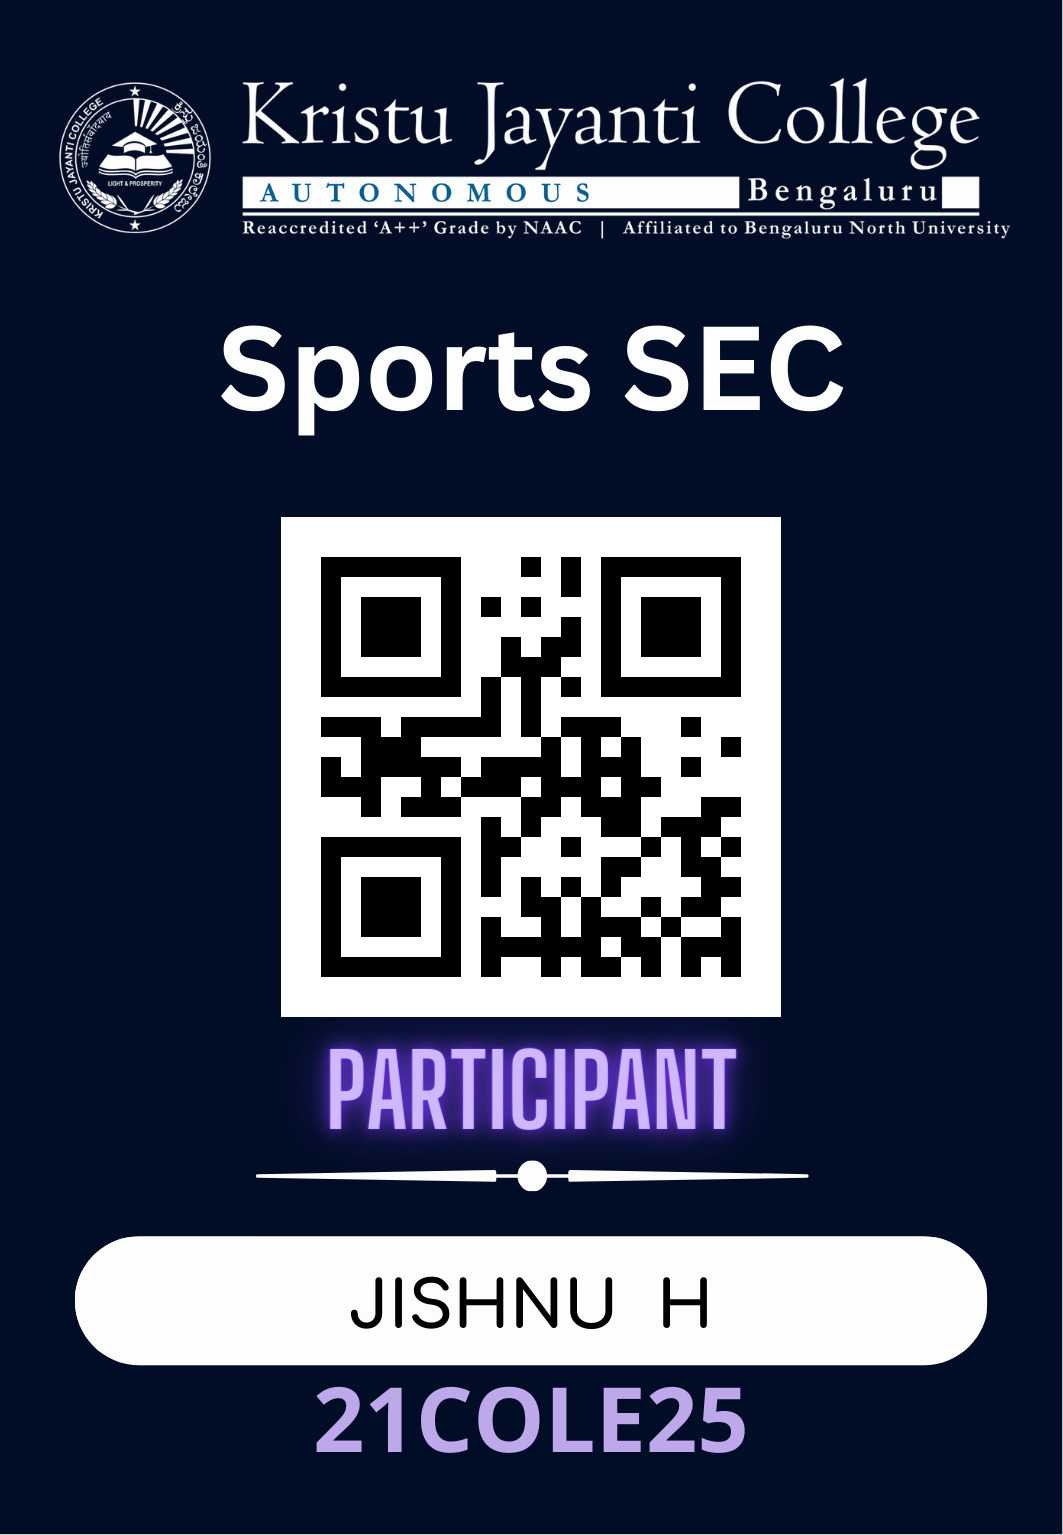 Kristu Jayanti College
AUTONOMOUS Bengaluru
Reaccredited ‘A++’ Grade by NAAC | Affiliated to Bengaluru North University
KRISTU JAYANTI COLLEGE
LIGHT & PROSPERITY
Sports SEC
PARTICIPANT
JISHNU H
21COLE25